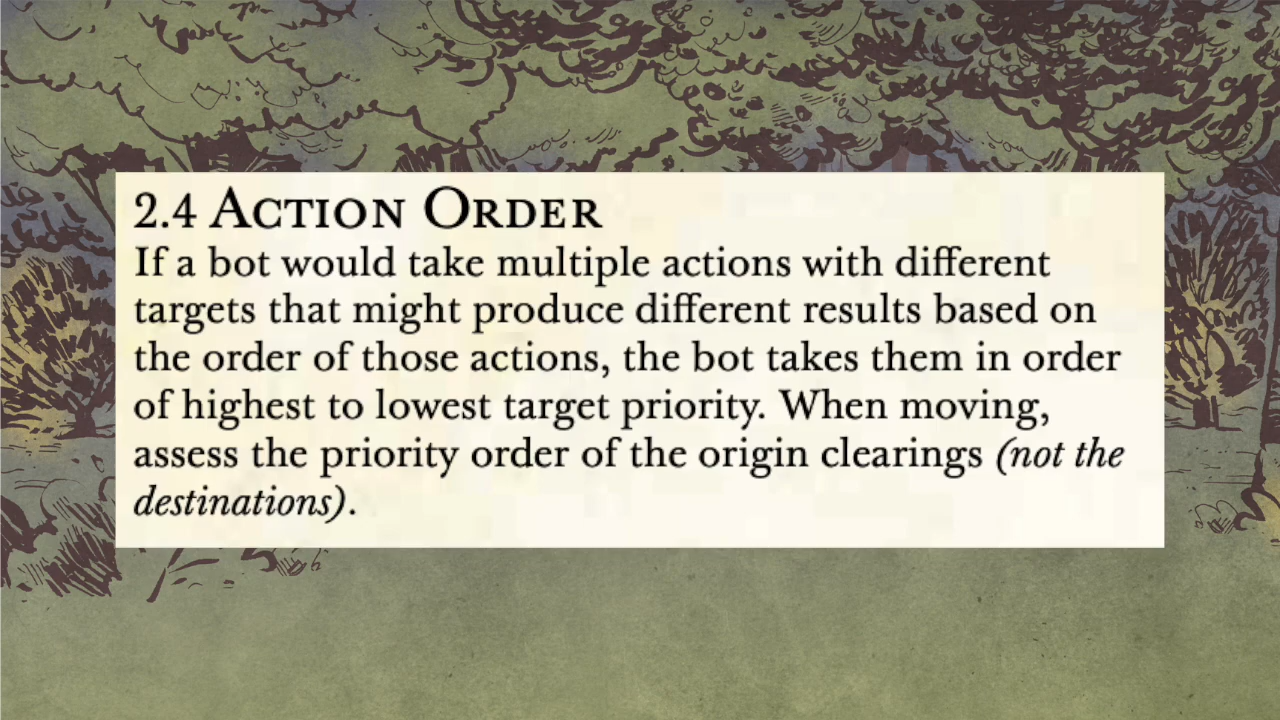 2.4 Action Order
If a bot would take multiple actions with different
targets that might produce different results based on
the order of those actions, the bot takes them in order
of highest to lowest target priority. When moving,
assess the priority order of the origin clearings (not the
destinations).